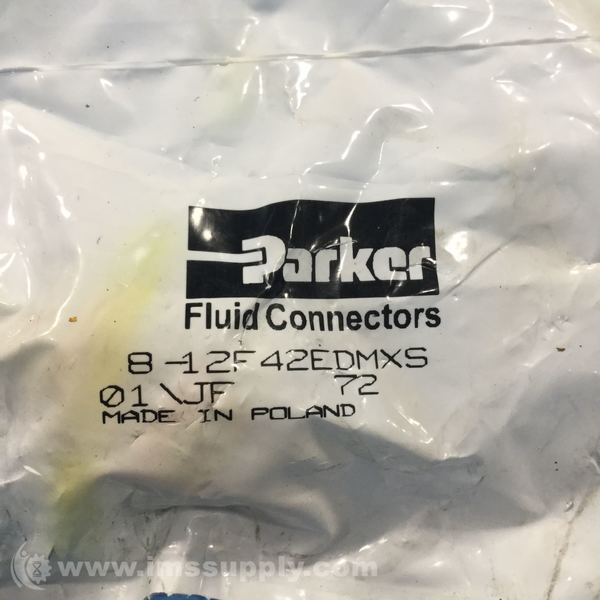 Parker
Fluid Connectors
8-12F42EDMXS
01\JF 72
MADE IN POLAND
www.imssupply.com